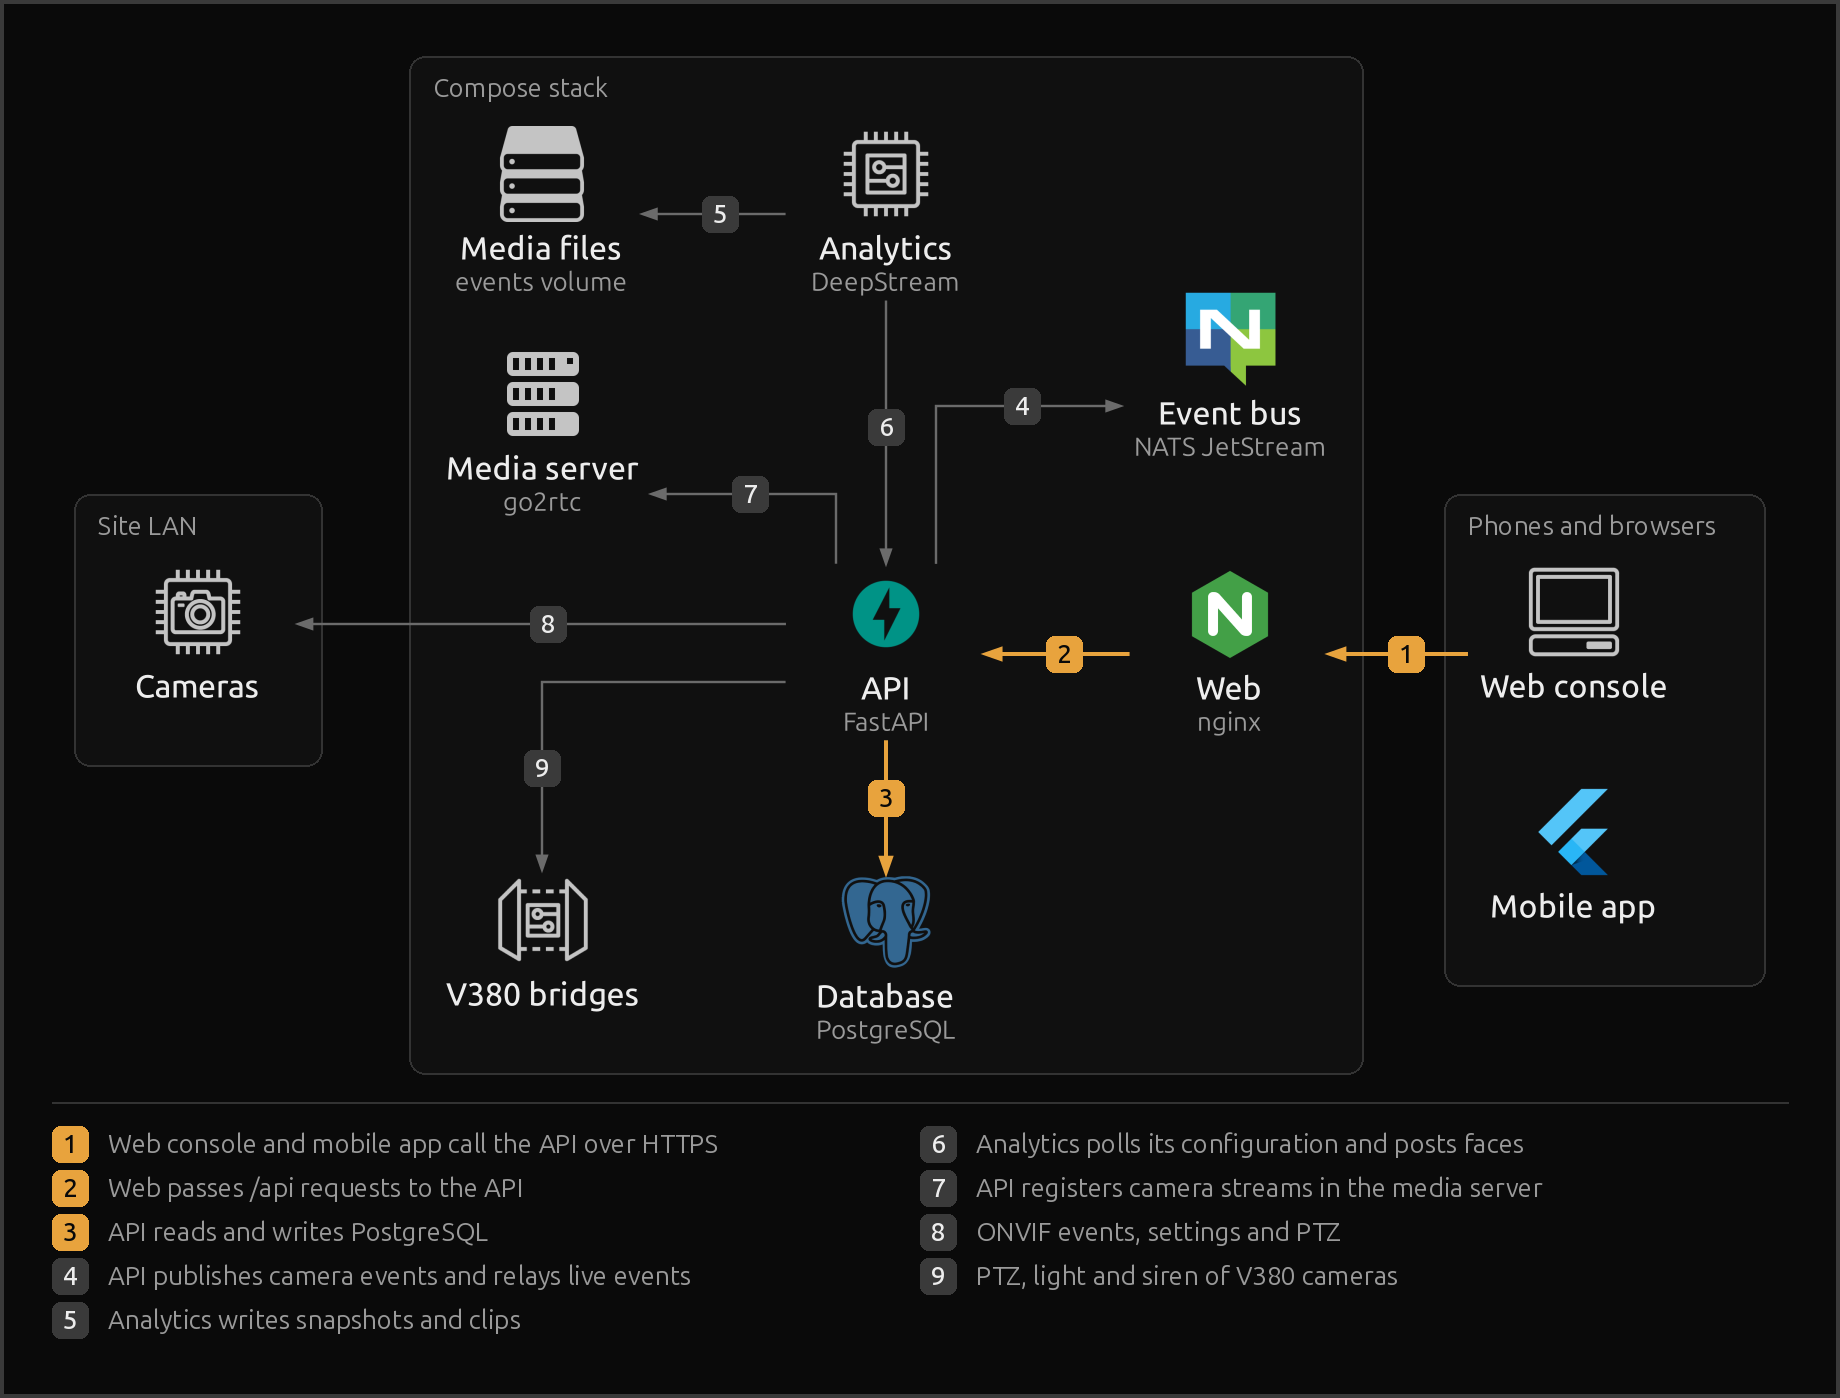 Compose stack
Media files
events volume
5
Analytics
DeepStream
Event bus
NATS JetStream
4
6
Media server
go2rtc
7
Site LAN
Cameras
8
API
FastAPI
2
Web
nginx
1
Phones and browsers
Web console
Mobile app
9
3
V380 bridges
Database
PostgreSQL
1 Web console and mobile app call the API over HTTPS
2 Web passes /api requests to the API
3 API reads and writes PostgreSQL
4 API publishes camera events and relays live events
5 Analytics writes snapshots and clips
6 Analytics polls its configuration and posts faces
7 API registers camera streams in the media server
8 ONVIF events, settings and PTZ
9 PTZ, light and siren of V380 cameras